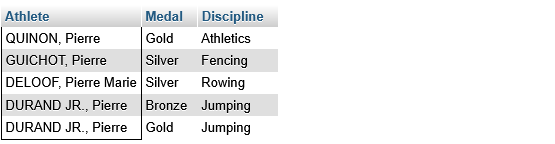 Athlete Medal Discipline
QUINON, Pierre Gold Athletics
GUICHOT, Pierre Silver Fencing
DELOOF, Pierre Marie Silver Rowing
DURAND JR., Pierre Bronze Jumping
DURAND JR., Pierre Gold Jumping